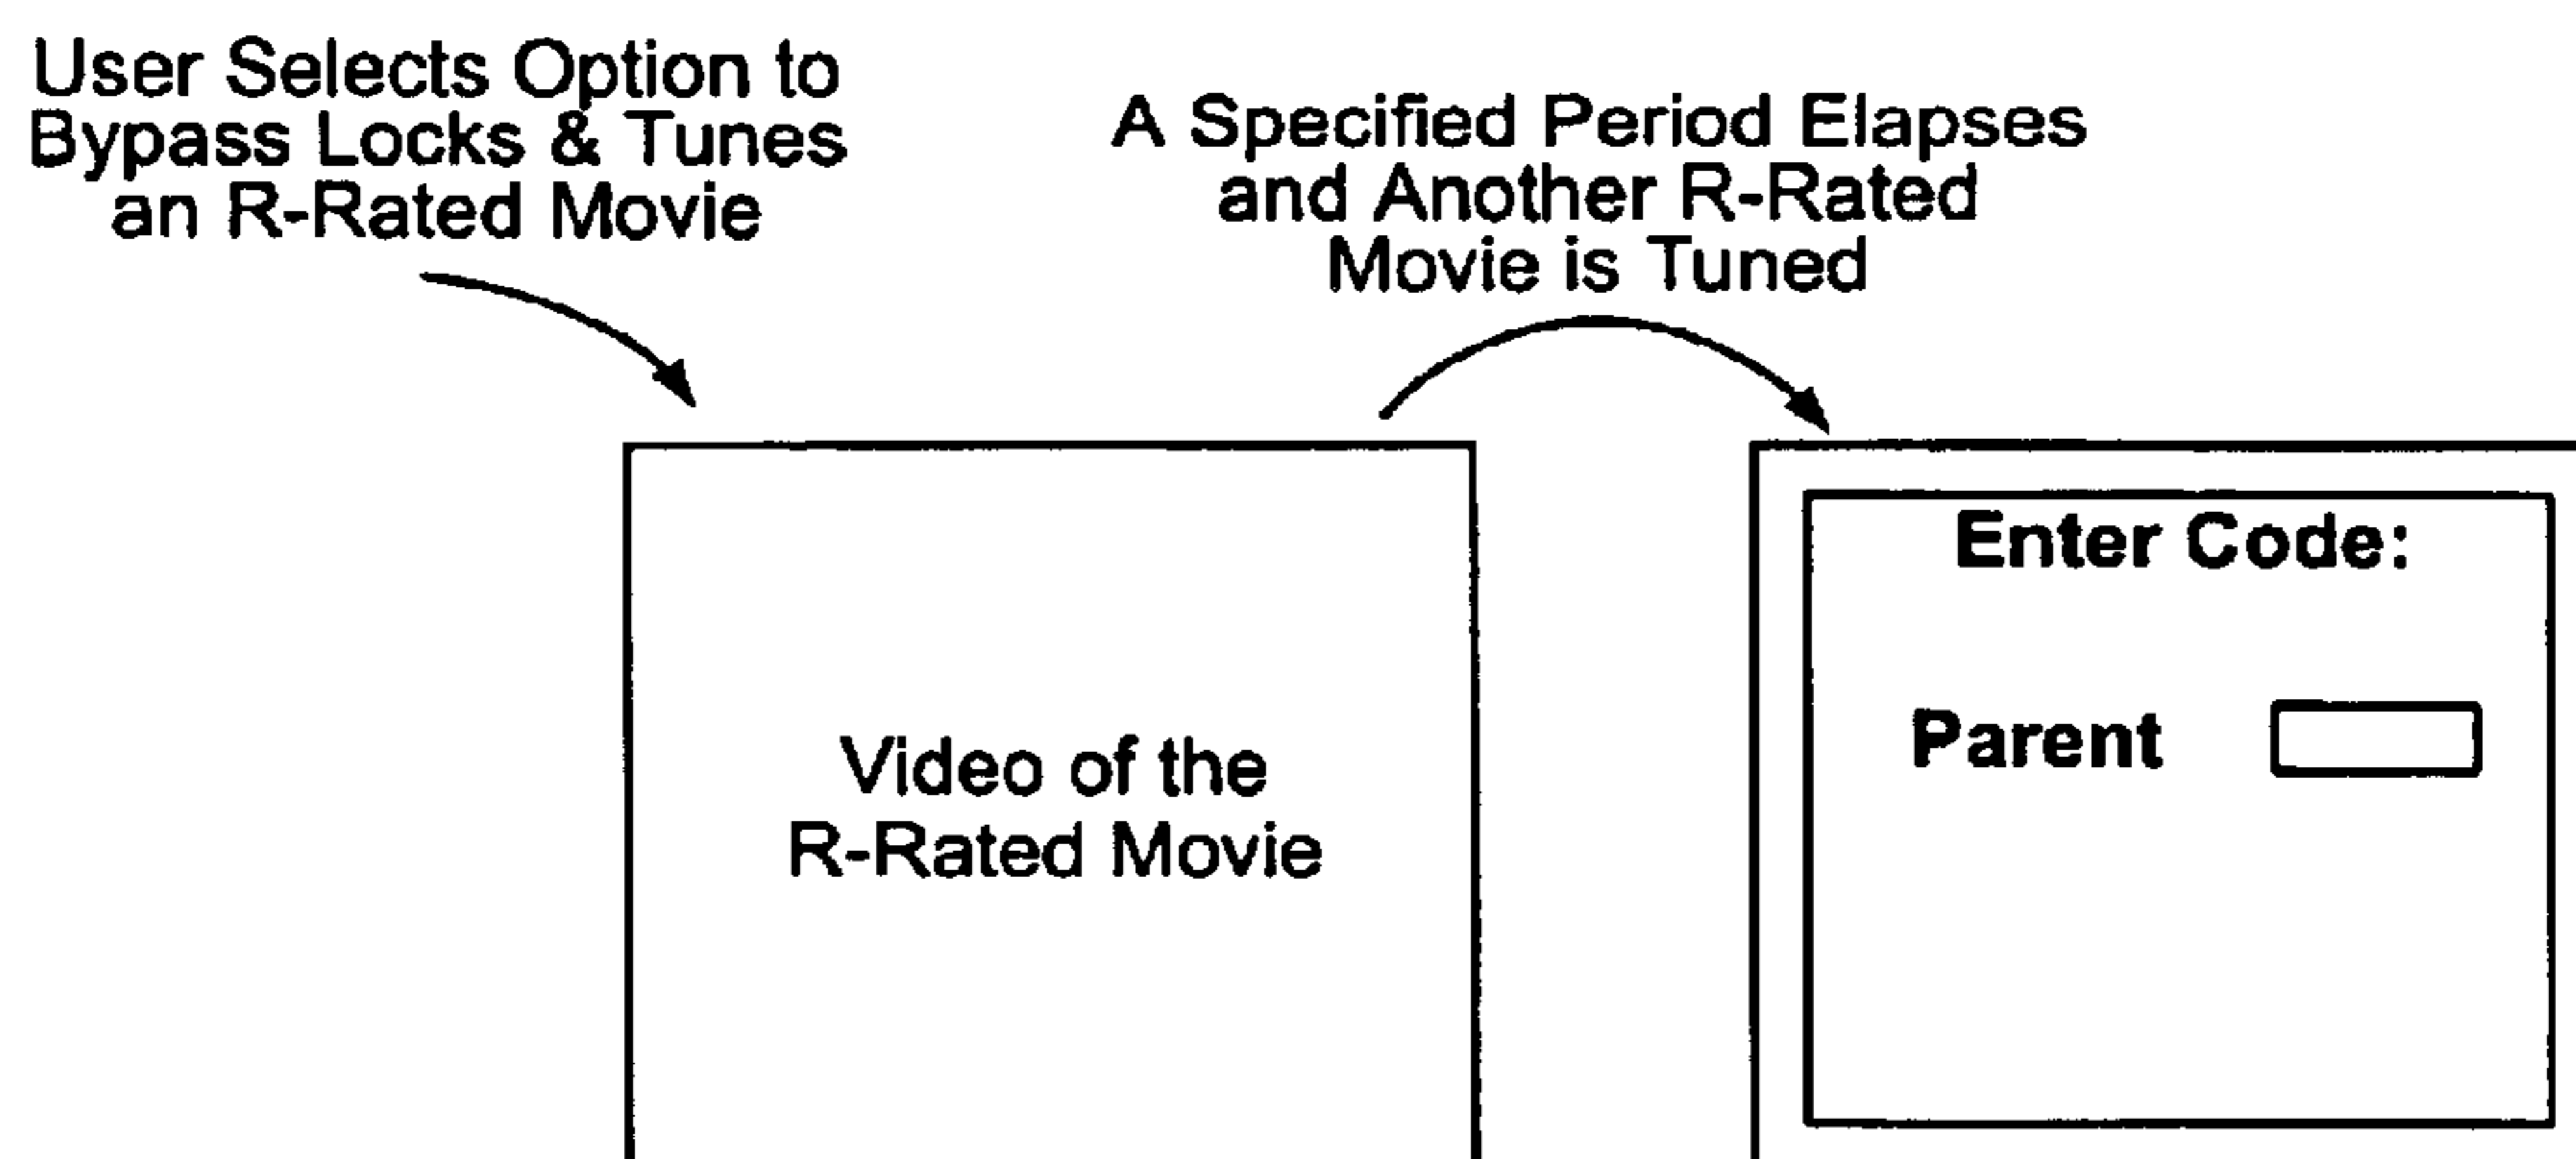 User Selects Option to
Bypass Locks & Tunes
an R-Rated Movie
A Specified Period Elapses
and Another R-Rated
Movie is Tuned
Video of the
R-Rated Movie
Enter Code:
Parent